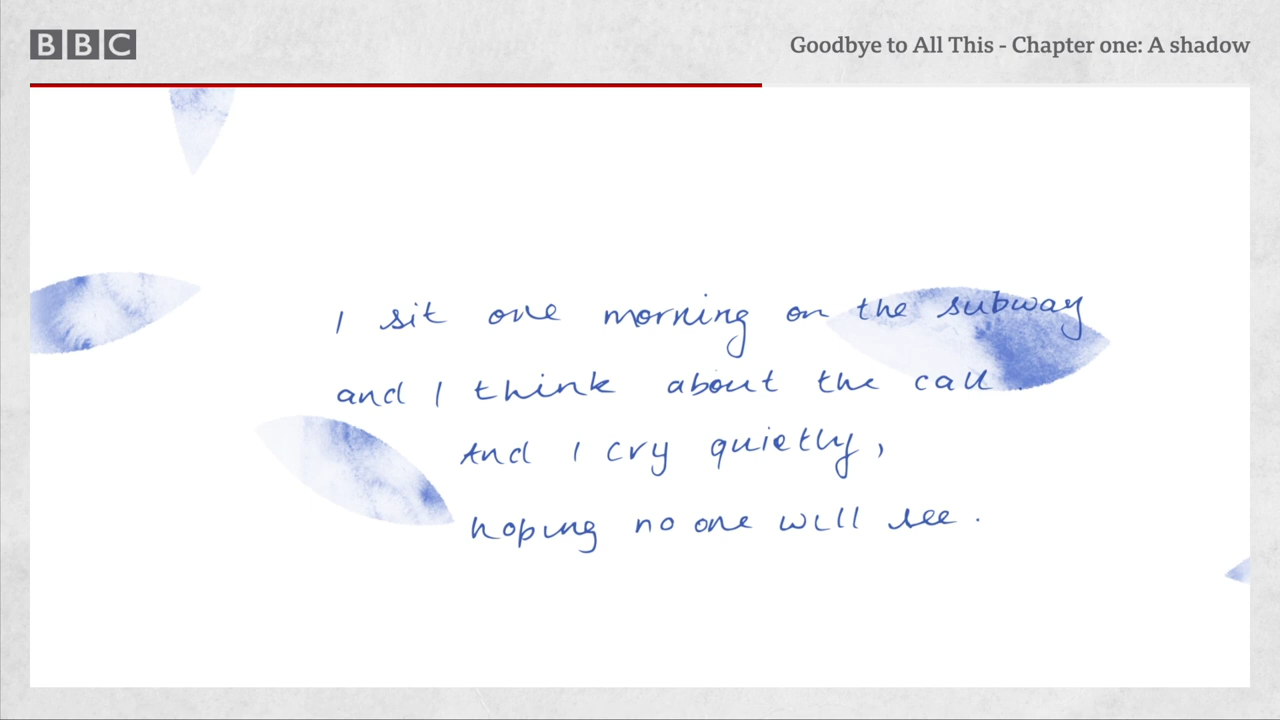 BBC
Goodbye to All This - Chapter one: A shadow
I sit one morning on the subway
and I think about the call.
And I cry quietly,
hoping no one will see.